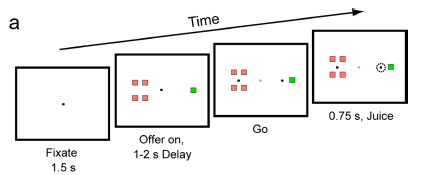 a
Time
Fixate
1.5 s
Offer on,
1-2 s Delay
Go
0.75 s, Juice